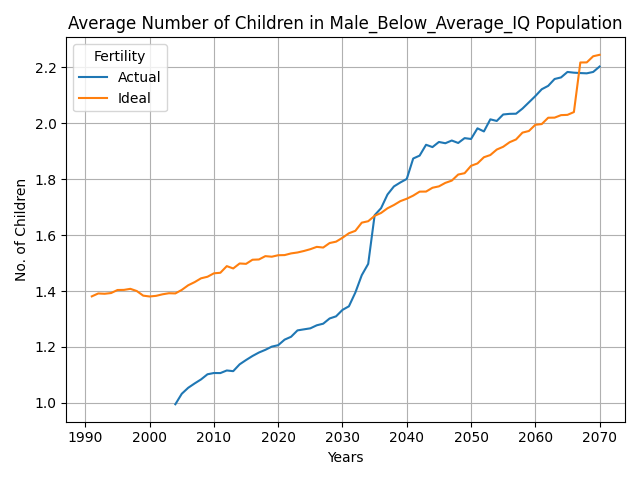 Average Number of Children in Male_Below_Average_IQ Population
Fertility
Actual
Ideal
No. of Children
2.2
2.0
1.8
1.6
1.4
1.2
1.0
1990 2000 2010 2020 2030 2040 2050 2060 2070
Years